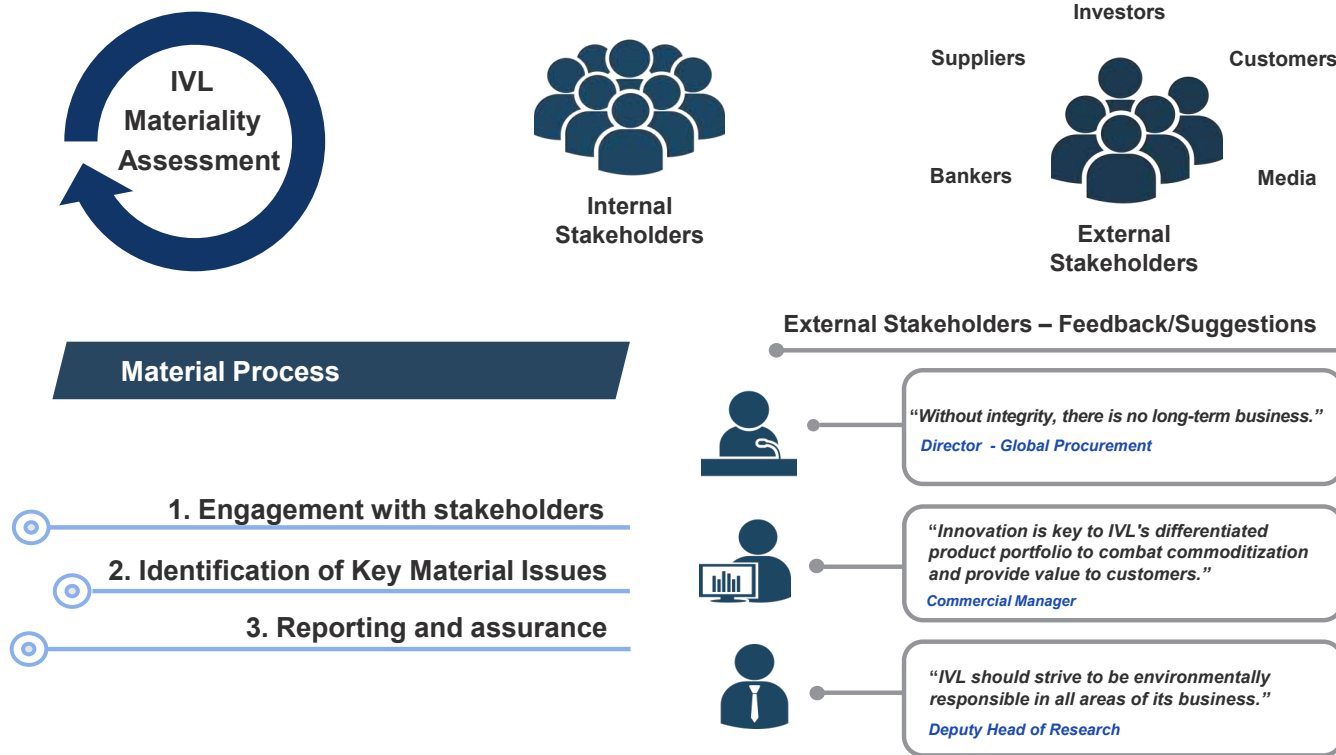 IVL
Materiality
Assessment
Internal
Stakeholders
Investors
Suppliers
Customers
Bankers
Media
External
Stakeholders
Material Process
1. Engagement with stakeholders
2. Identification of Key Material Issues
3. Reporting and assurance
External Stakeholders – Feedback/Suggestions
“Without integrity, there is no long-term business.”
Director - Global Procurement
“Innovation is key to IVL's differentiated
product portfolio to combat commoditization
and provide value to customers.”
Commercial Manager
“IVL should strive to be environmentally
responsible in all areas of its business.”
Deputy Head of Research